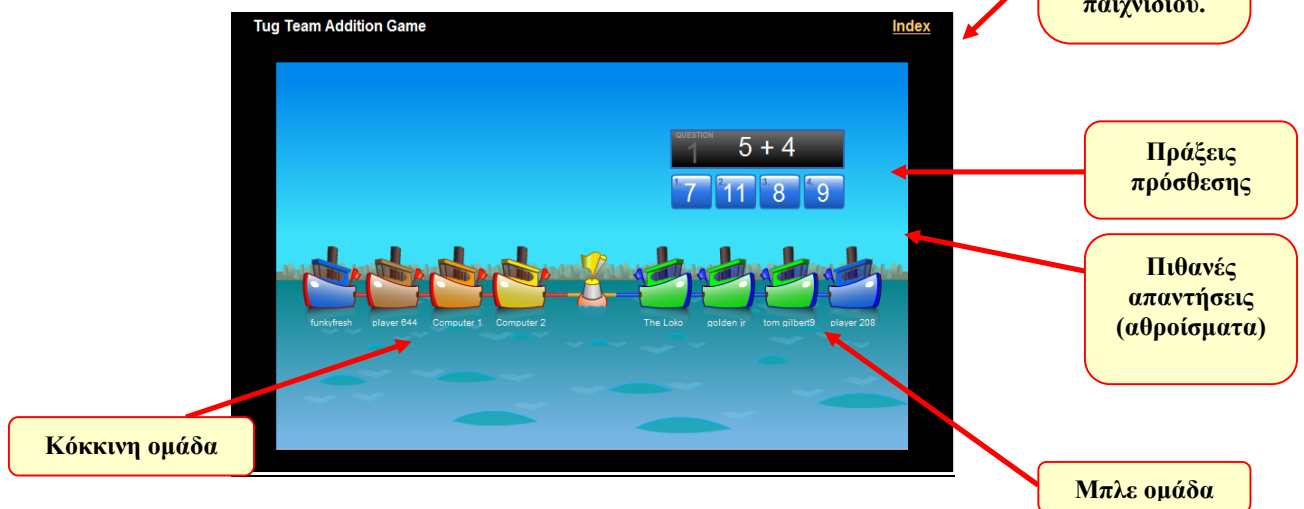 παιχνιδιού.
Tug Team Addition Game
Index
QUESTION
1
5 + 4
1. 7
2. 11
3. 8
4. 9
Πράξεις
πρόσθεσης
Πιθανές
απαντήσεις
(αθροίσματα)
funkyfresh
player 644
Computer 1
Computer 2
The Loko
golden jr
tom gilbert9
player 208
Κόκκινη ομάδα
Μπλε ομάδα